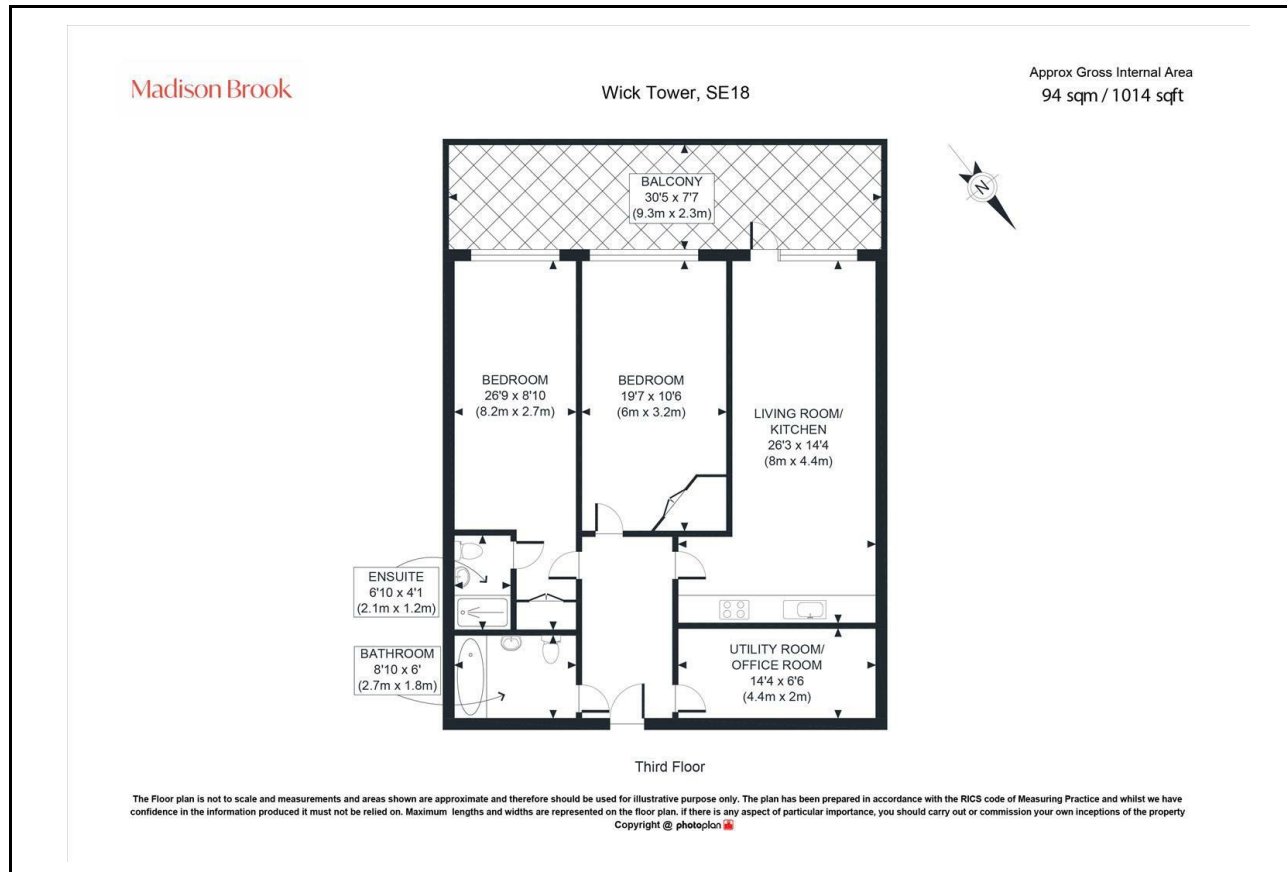 Madison Brook
Wick Tower, SE18
Approx Gross Internal Area
94 sqm / 1014 sqft
BALCONY
30'5 x 7'7
(9.3m x 2.3m)
N
BEDROOM
26'9 x 8'10
(8.2m x 2.7m)
BEDROOM
19'7 x 10'6
(6m x 3.2m)
LIVING ROOM/
KITCHEN
26'3 x 14'4
(8m x 4.4m)
ENSUITE
6'10 x 4'1
(2.1m x 1.2m)
BATHROOM
8'10 x 6'
(2.7m x 1.8m)
UTILITY ROOM/
OFFICE ROOM
14'4 x 6'6
(4.4m x 2m)
Third Floor
The Floor plan is not to scale and measurements and areas shown are approximate and therefore should be used for illustrative purpose only. The plan has been prepared in accordance with the RICS code of Measuring Practice and whilst we have
confidence in the information produced it must not be relied on. Maximum lengths and widths are represented on the floor plan. if there is any aspect of particular importance, you should carry out or commission your own inceptions of the property
Copyright @ photoplan